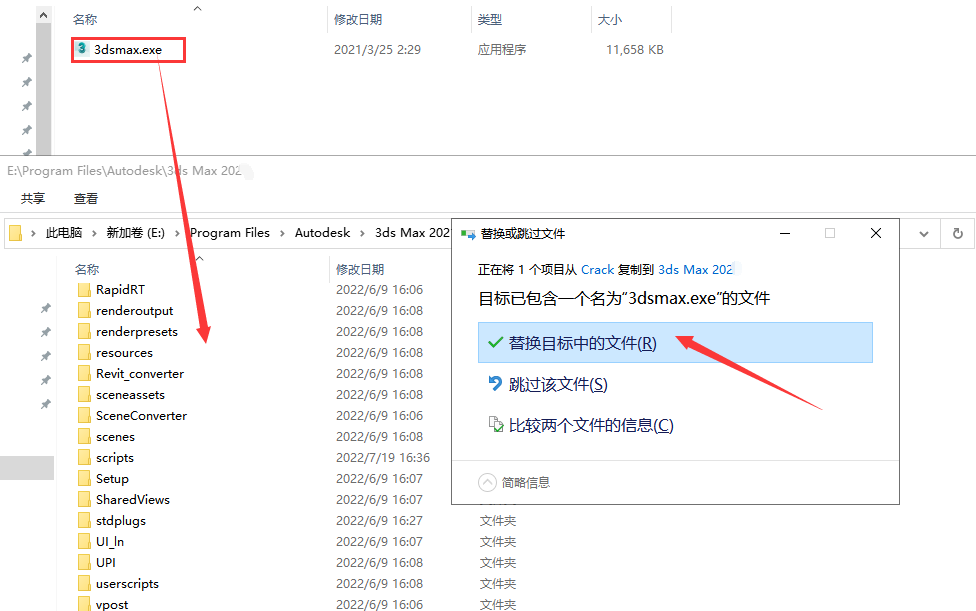 名称 修改日期 类型 大小
3dsmax.exe 2021/3/25 2:29 应用程序 11,658 KB
E:\Program Files\Autodesk\3ds Max 202
共享 查看
此电脑 > 新加卷 (E:) > Program Files > Autodesk > 3ds Max 202
名称 修改日期
RapidRT 2022/6/9 16:06
renderoutput 2022/6/9 16:08
renderpresets 2022/6/9 16:08
resources 2022/6/9 16:08
Revit_converter 2022/6/9 16:08
sceneassets 2022/6/9 16:08
SceneConverter 2022/6/9 16:06
scenes 2022/6/9 16:08
scripts 2022/7/19 16:36
Setup 2022/6/9 16:07
SharedViews 2022/6/9 16:07
stdplugs 2022/6/9 16:27 文件夹
UI_ln 2022/6/9 16:07 文件夹
UPI 2022/6/9 16:08 文件夹
userscripts 2022/6/9 16:08 文件夹
vpost 2022/6/9 16:06 文件夹
替换或跳过文件
正在将 1 个项目从 Crack 复制到 3ds Max 202
目标已包含一个名为“3dsmax.exe”的文件
替换目标中的文件(R)
跳过该文件(S)
比较两个文件的信息(C)
简略信息